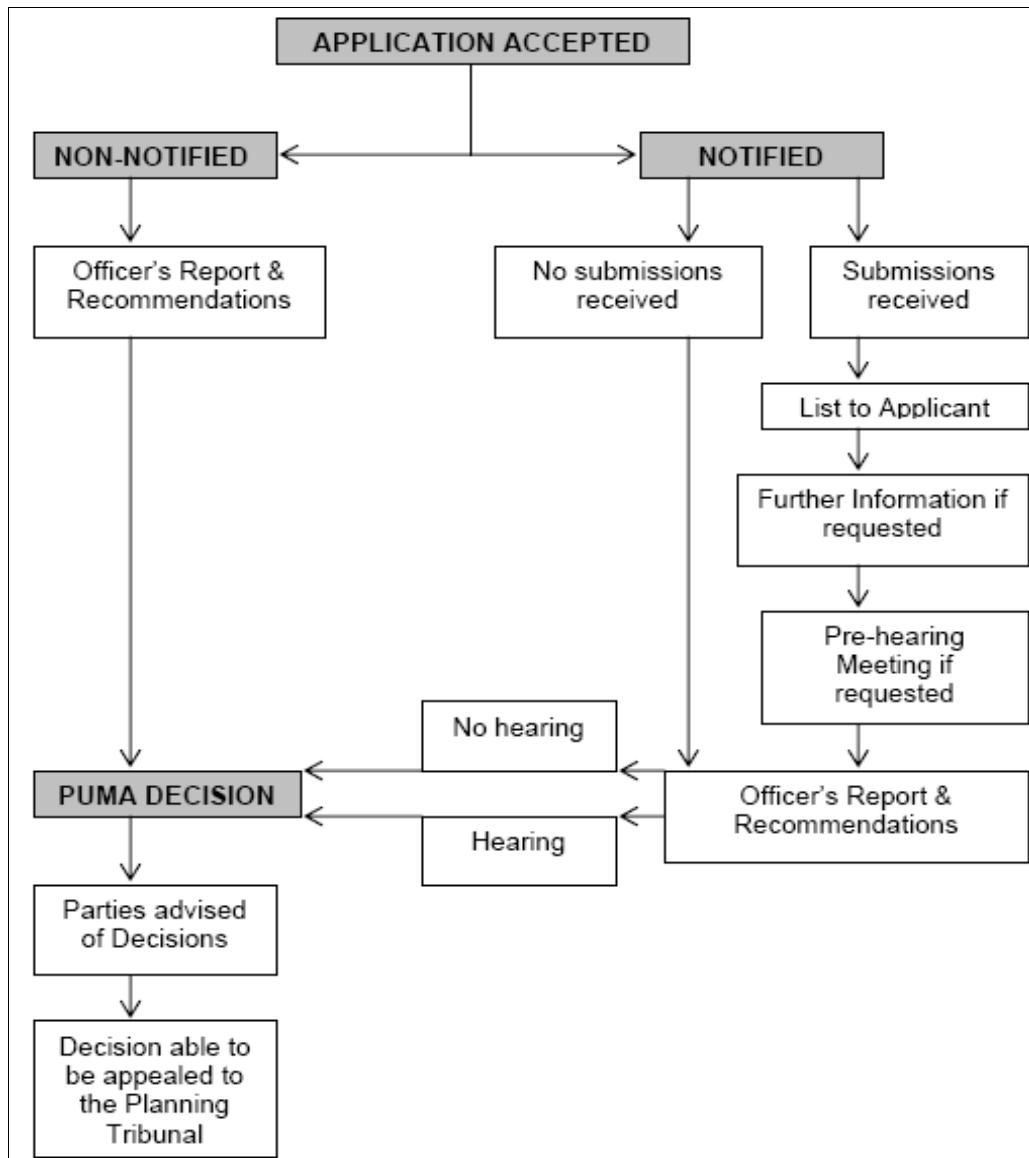 APPLICATION ACCEPTED
NON-NOTIFIED
NOTIFIED
Officer's Report &
Recommendations
No submissions
received
Submissions
received
List to Applicant
Further Information if
requested
Pre-hearing
Meeting if
requested
No hearing
PUMA DECISION
Officer's Report &
Recommendations
Hearing
Parties advised
of Decisions
Decision able to
be appealed to
the Planning
Tribunal